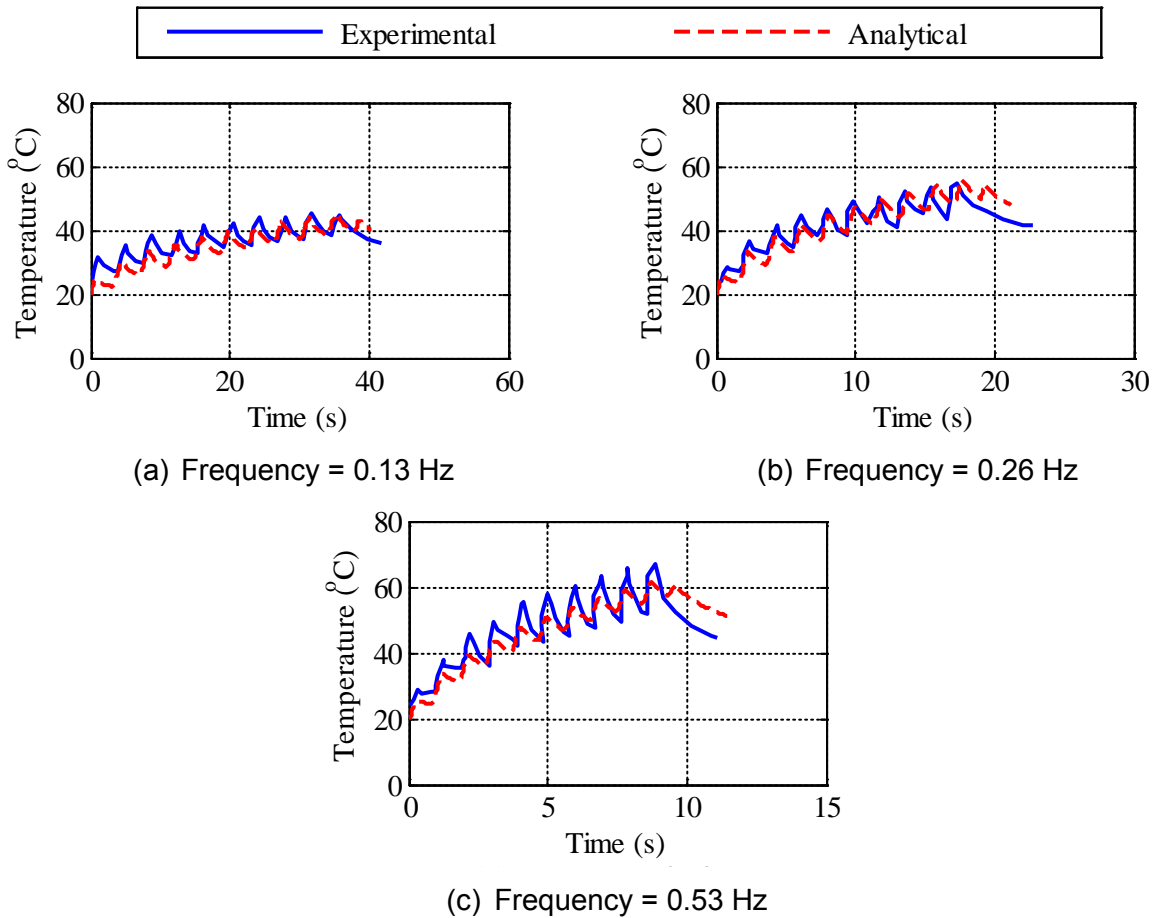 Experimental Analytical
80
60
40
20
0
0 20 40 60
Temperature (°C)
Time (s)
(a) Frequency = 0.13 Hz
80
60
40
20
0
0 10 20 30
Temperature (°C)
Time (s)
(b) Frequency = 0.26 Hz
80
60
40
20
0
0 5 10 15
Temperature (°C)
Time (s)
(c) Frequency = 0.53 Hz